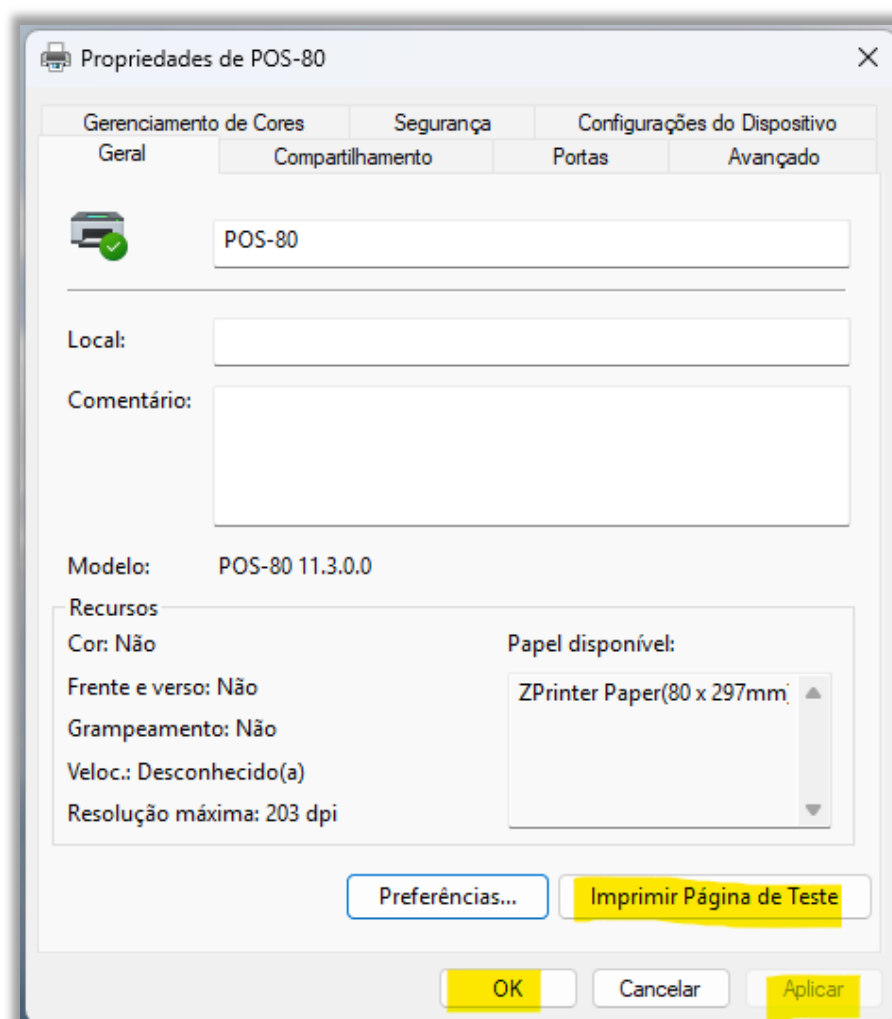 Propriedades de POS-80
Gerenciamento de Cores Segurança Configurações do Dispositivo
Geral Compartilhamento Portas Avançado
POS-80
Local:
Comentário:
Modelo: POS-80 11.3.0.0
Recursos
Cor: Não Papel disponível:
Frente e verso: Não ZPrinter Paper(80 x 297mm)
Grampeamento: Não
Veloc.: Desconhecido(a)
Resolução máxima: 203 dpi
Preferências... Imprimir Página de Teste
OK Cancelar Aplicar